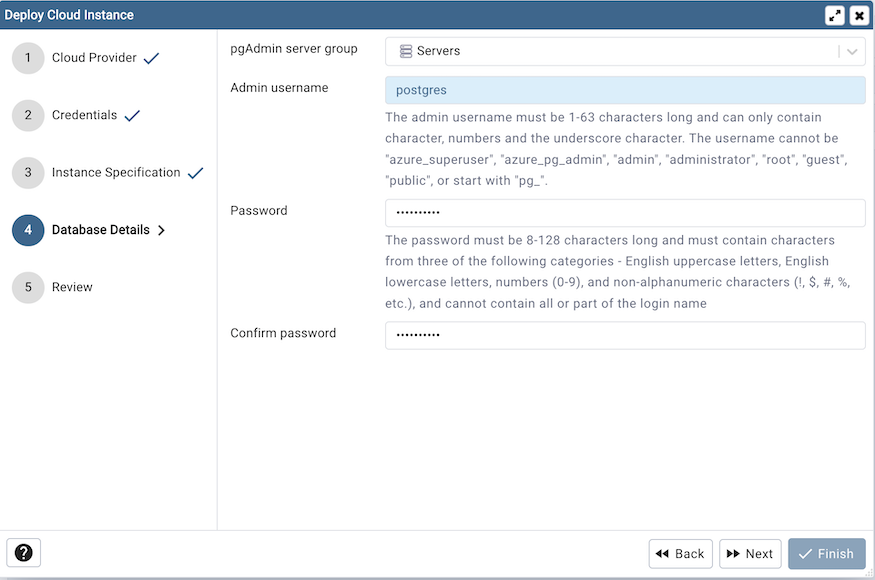 Deploy Cloud Instance
1 Cloud Provider
2 Credentials
3 Instance Specification
4 Database Details
5 Review
pgAdmin server group
Servers
Admin username
postgres
The admin username must be 1-63 characters long and can only contain
character, numbers and the underscore character. The username cannot be
"azure_superuser", "azure_pg_admin", "admin", "administrator", "root", "guest",
"public", or start with "pg_".
Password
••••••••••
The password must be 8-128 characters long and must contain characters
from three of the following categories - English uppercase letters, English
lowercase letters, numbers (0-9), and non-alphanumeric characters (!, $, #, %,
etc.), and cannot contain all or part of the login name
Confirm password
••••••••••
?
Back
Next
Finish